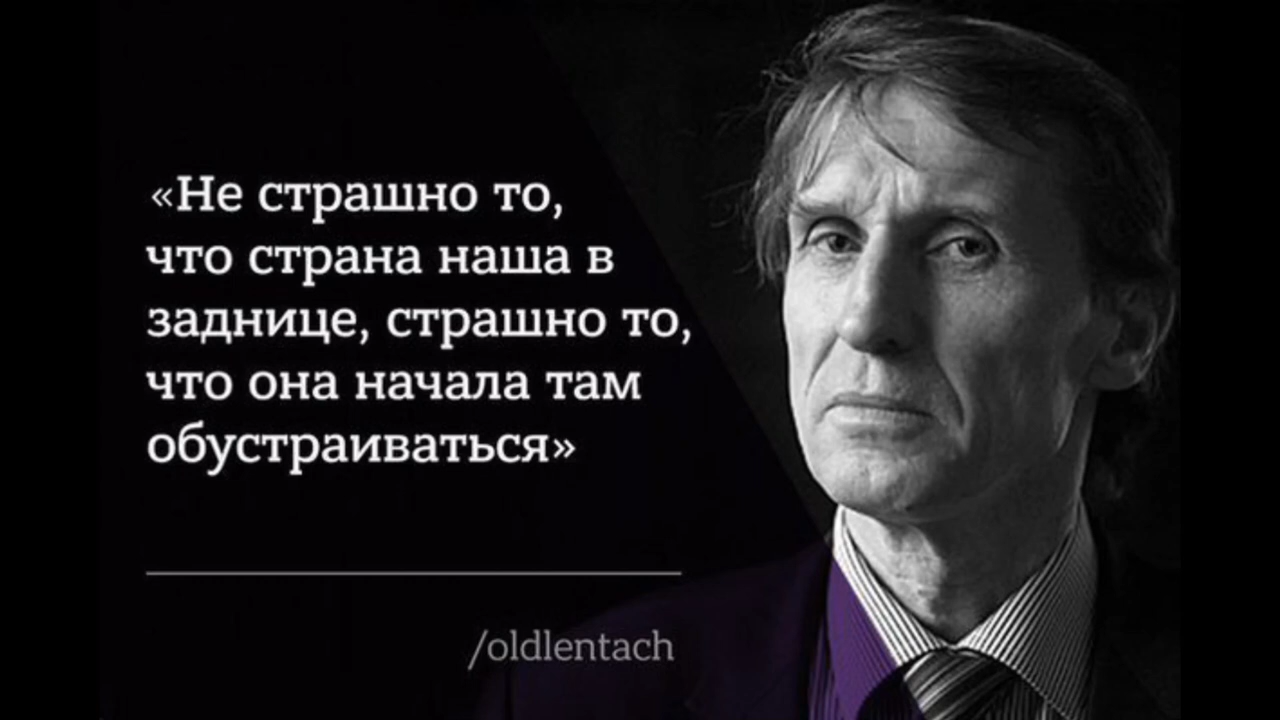 «Не страшно то,
что страна наша в
заднице, страшно то,
что она начала там
обустраиваться»
/oldlentach